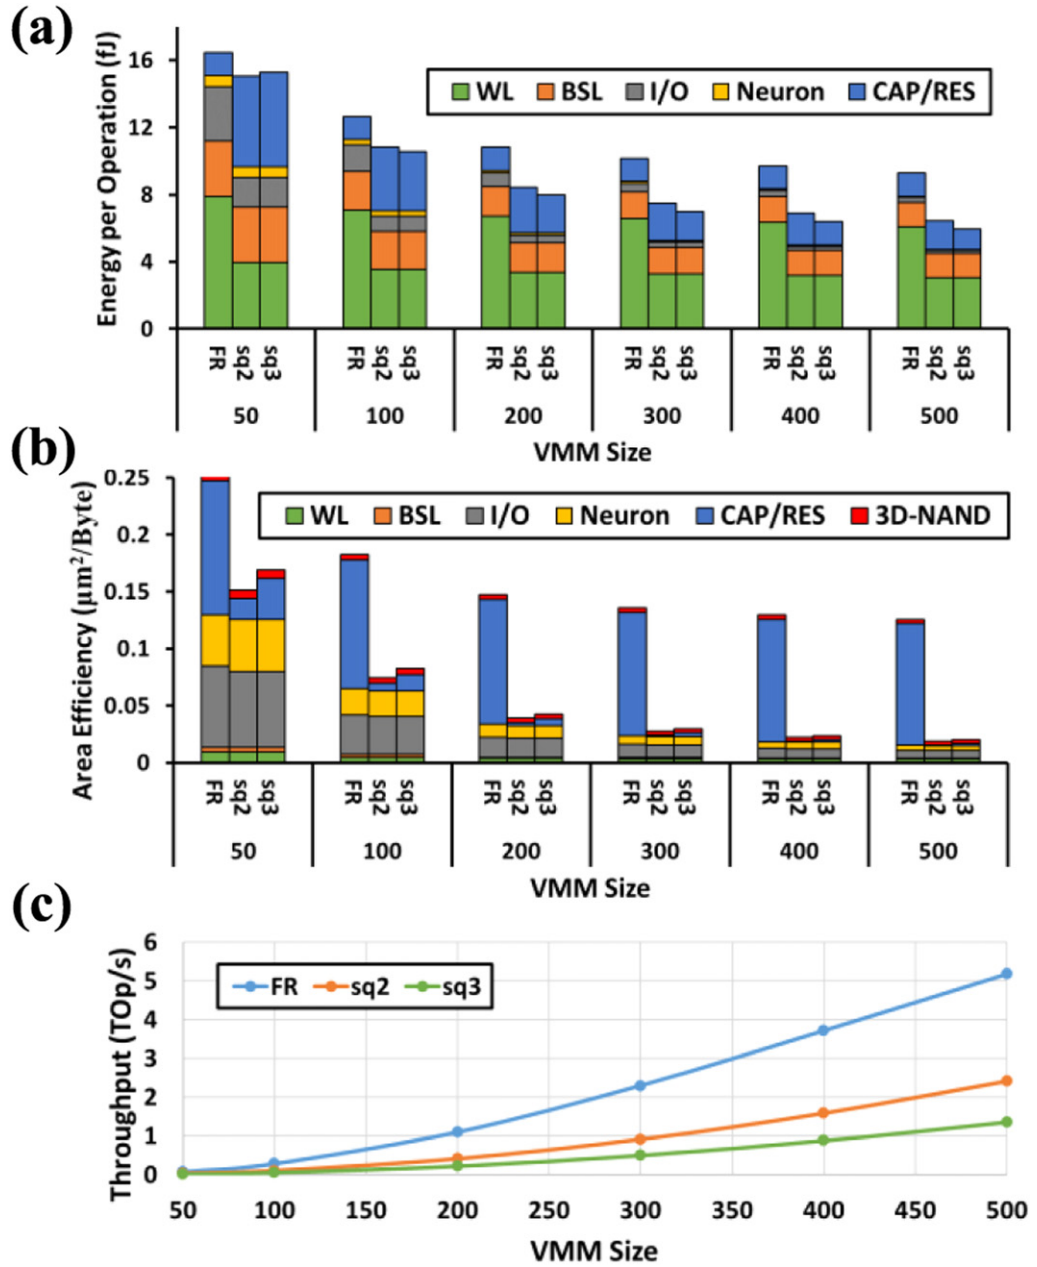 (a)
Energy per Operation (fJ)
16
12
8
4
0
WL BSL I/O Neuron CAP/RES
FR sq2 sq3 FR sq2 sq3 FR sq2 sq3 FR sq2 sq3 FR sq2 sq3 FR sq2 sq3
50 100 200 300 400 500
VMM Size
(b)
Area Efficiency (μm²/Byte)
0.25
0.2
0.15
0.1
0.05
0
WL BSL I/O Neuron CAP/RES 3D-NAND
FR sq2 sq3 FR sq2 sq3 FR sq2 sq3 FR sq2 sq3 FR sq2 sq3 FR sq2 sq3
50 100 200 300 400 500
VMM Size
(c)
Throughput (TOp/s)
6
5
4
3
2
1
0
FR sq2 sq3
50 100 150 200 250 300 350 400 450 500
VMM Size